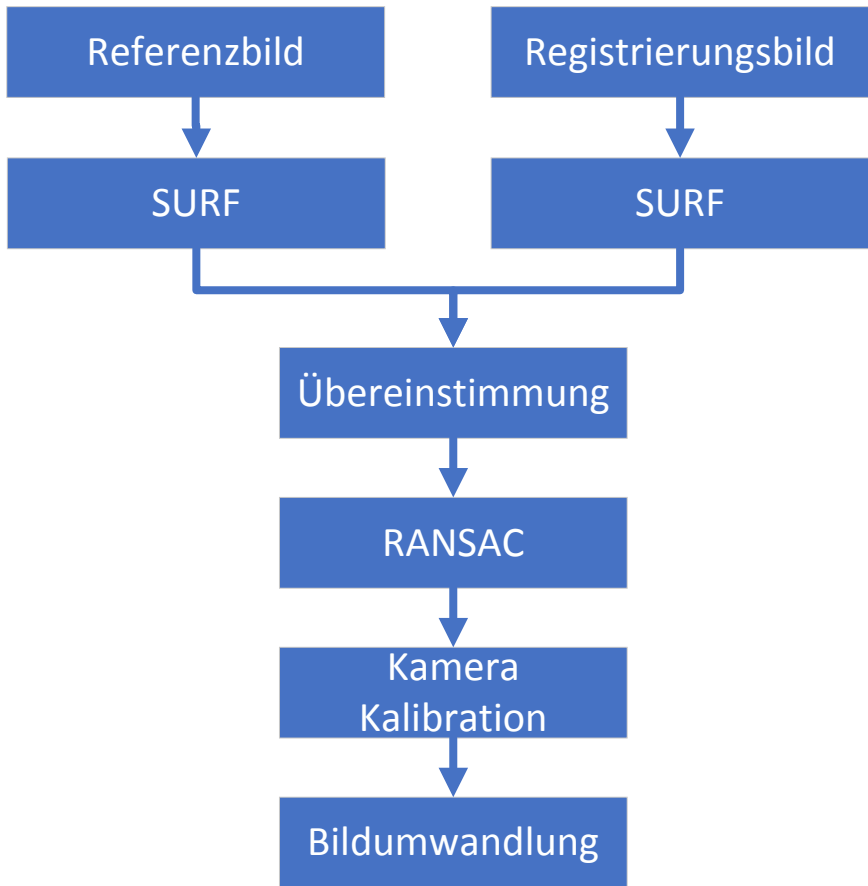 Referenzbild
Registrierungsbild
SURF
SURF
Übereinstimmung
RANSAC
Kamera
Kalibration
Bildumwandlung